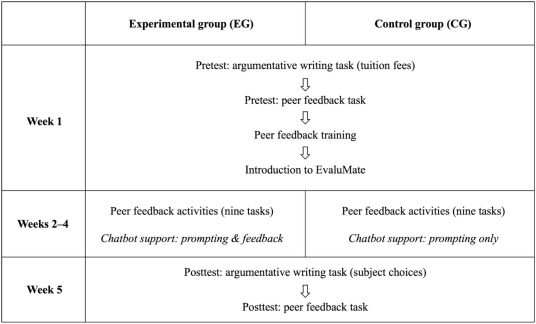 Experimental group (EG) Control group (CG)
Week 1
Pretest: argumentative writing task (tuition fees)
Pretest: peer feedback task
Peer feedback training
Introduction to EvaluMate
Weeks 2–4
Peer feedback activities (nine tasks)
Chatbot support: prompting & feedback
Peer feedback activities (nine tasks)
Chatbot support: prompting only
Week 5
Posttest: argumentative writing task (subject choices)
Posttest: peer feedback task